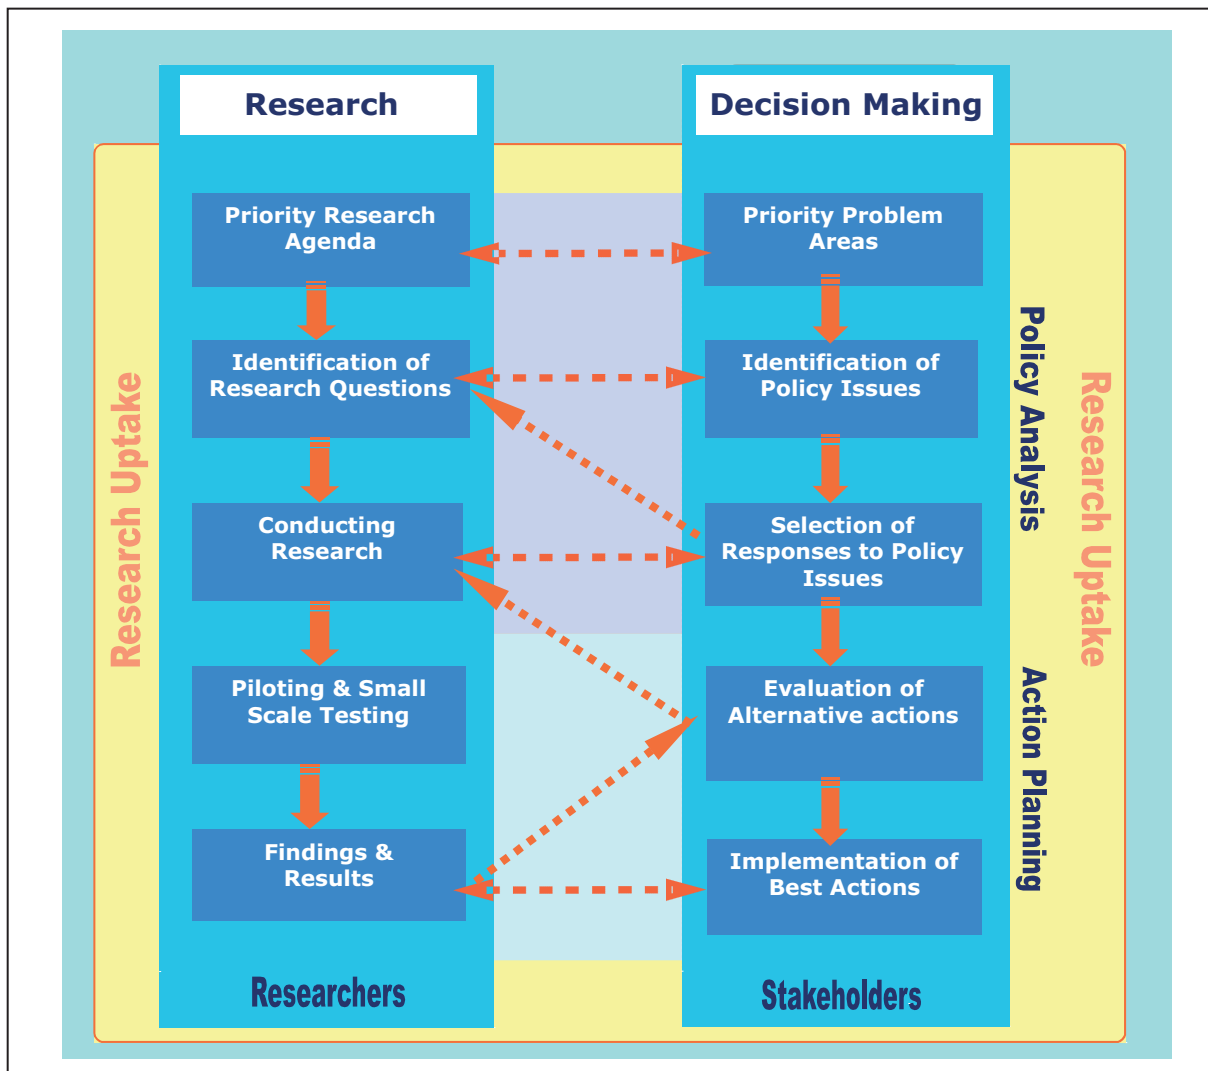 Research
Decision Making
Priority Research
Agenda
Priority Problem
Areas
Identification of
Research Questions
Identification of
Policy Issues
Conducting
Research
Selection of
Responses to Policy
Issues
Piloting & Small
Scale Testing
Evaluation of
Alternative actions
Findings &
Results
Implementation of
Best Actions
Researchers
Stakeholders
Research Uptake
Policy Analysis
Action Planning
Research Uptake